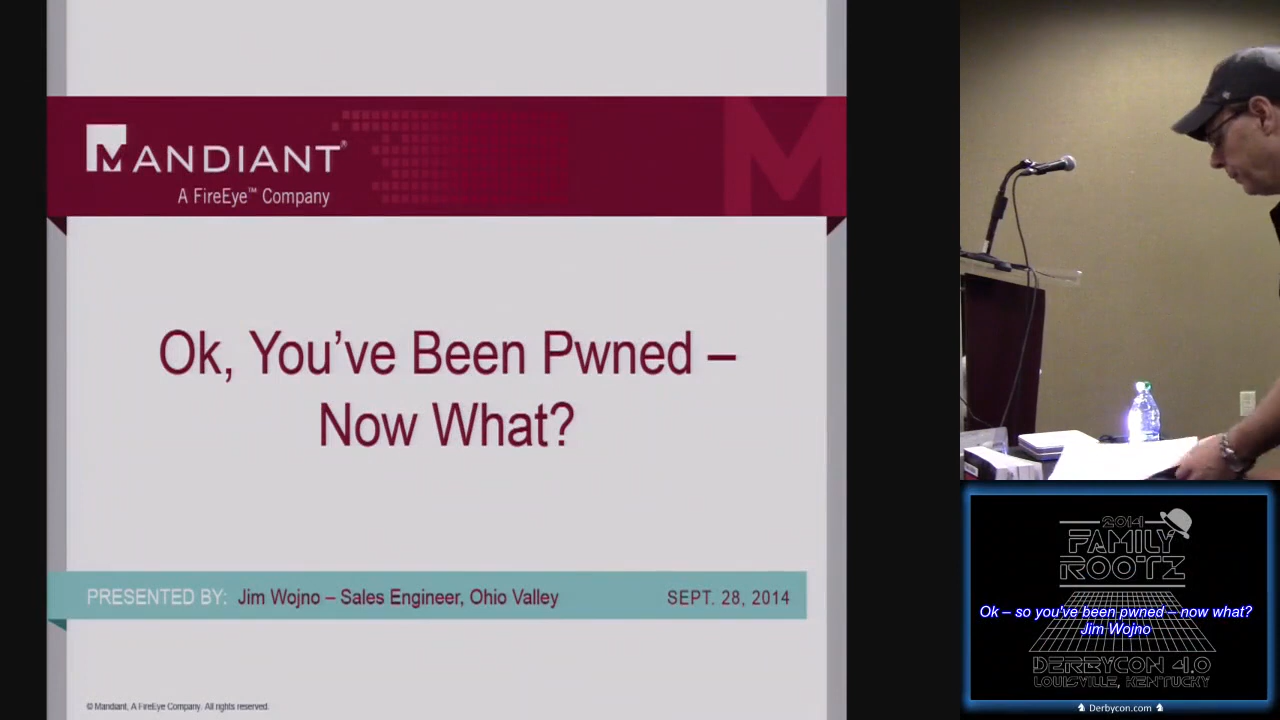 MANDIANT®
A FireEye™ Company
Ok, You've Been Pwned –
Now What?
PRESENTED BY: Jim Wojno – Sales Engineer, Ohio Valley
SEPT. 28, 2014
© Mandiant, A FireEye Company. All rights reserved.
2014
FAMILY
ROOTZ
Ok – so you've been pwned – now what?
Jim Wojno
DERBYCON 4.0
LOUISVILLE, KENTUCKY
Derbycon.com